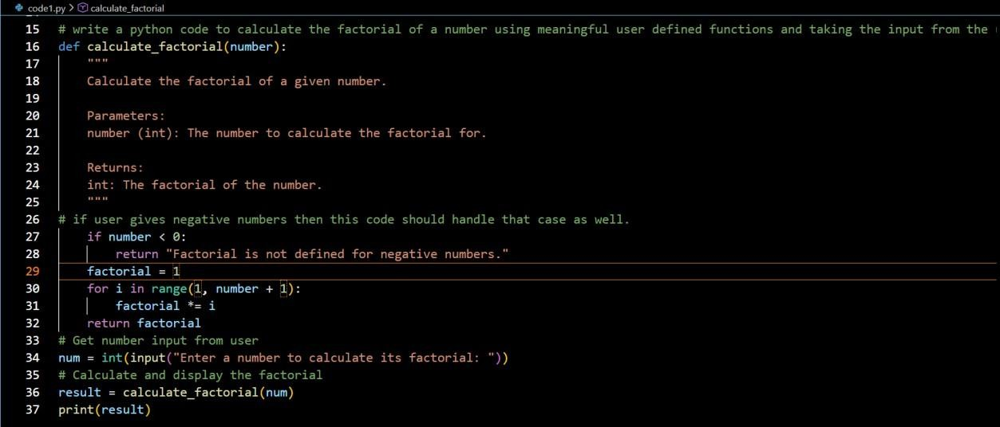 code1.py > calculate_factorial
15 # write a python code to calculate the factorial of a number using meaningful user defined functions and taking the input from the
16 def calculate_factorial(number):
17     """
18     Calculate the factorial of a given number.
19
20     Parameters:
21     number (int): The number to calculate the factorial for.
22
23     Returns:
24     int: The factorial of the number.
25     """
26 # if user gives negative numbers then this code should handle that case as well.
27     if number < 0:
28         return "Factorial is not defined for negative numbers."
29     factorial = 1
30     for i in range(1, number + 1):
31         factorial *= i
32     return factorial
33 # Get number input from user
34 num = int(input("Enter a number to calculate its factorial: "))
35 # Calculate and display the factorial
36 result = calculate_factorial(num)
37 print(result)